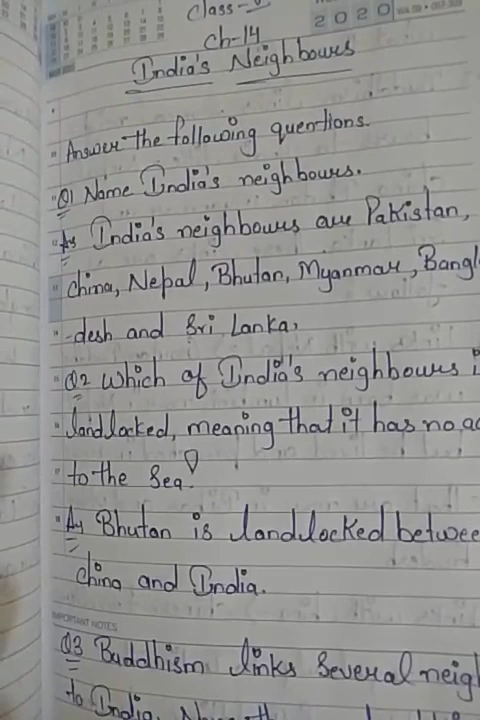 Class-
2020
Ch-14
India's Neighbours
Answer the following questions.
Q1 Name India's neighbours.
As India's neighbours are Pakistan,
China, Nepal, Bhutan, Myanmar, Bangl
-desh and Sri Lanka.
Q2 Which of India's neighbours i
landlocked, meaning that it has no ac
to the Sea?
As Bhutan is landlocked betwee
china and India.
IMPORTANT NOTES
Q3 Buddhism links Several neig
to India.